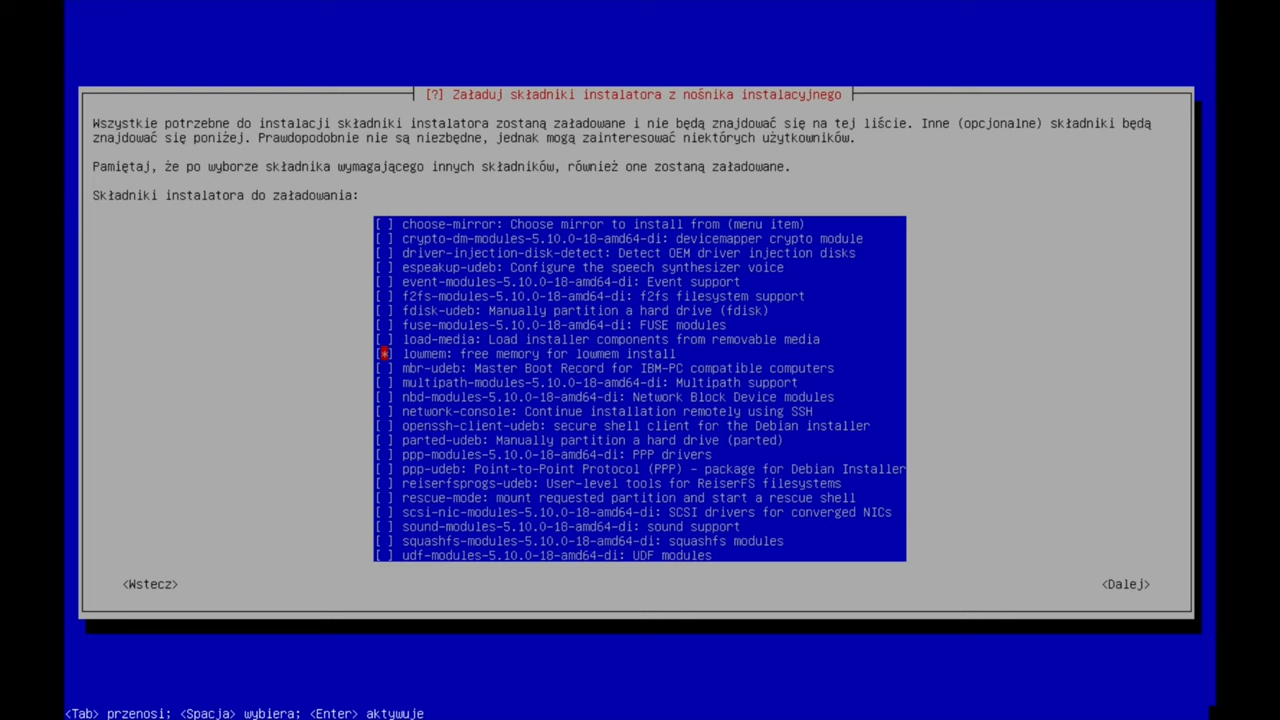 [?] Załaduj składniki instalatora z nośnika instalacyjnego
Wszystkie potrzebne do instalacji składniki instalatora zostaną załadowane i nie będą znajdować się na tej liście. Inne (opcjonalne) składniki będą
znajdować się poniżej. Prawdopodobnie nie są niezbędne, jednak mogą zainteresować niektórych użytkowników.
Pamiętaj, że po wyborze składnika wymagającego innych składników, również one zostaną załadowane.
Składniki instalatora do załadowania:
[ ] choose-mirror: Choose mirror to install from (menu item)
[ ] crypto-dm-modules-5.10.0-18-amd64-di: devicemapper crypto module
[ ] driver-injection-disk-detect: Detect OEM driver injection disks
[ ] espeakup-udeb: Configure the speech synthesizer voice
[ ] event-modules-5.10.0-18-amd64-di: Event support
[ ] f2fs-modules-5.10.0-18-amd64-di: f2fs filesystem support
[ ] fdisk-udeb: Manually partition a hard drive (fdisk)
[ ] fuse-modules-5.10.0-18-amd64-di: FUSE modules
[ ] load-media: Load installer components from removable media
[*] lowmem: free memory for lowmem install
[ ] mbr-udeb: Master Boot Record for IBM-PC compatible computers
[ ] multipath-modules-5.10.0-18-amd64-di: Multipath support
[ ] nbd-modules-5.10.0-18-amd64-di: Network Block Device modules
[ ] network-console: Continue installation remotely using SSH
[ ] openssh-client-udeb: secure shell client for the Debian installer
[ ] parted-udeb: Manually partition a hard drive (parted)
[ ] ppp-modules-5.10.0-18-amd64-di: PPP drivers
[ ] ppp-udeb: Point-to-Point Protocol (PPP) - package for Debian Installer
[ ] reiserfsprogs-udeb: User-level tools for ReiserFS filesystems
[ ] rescue-mode: mount requested partition and start a rescue shell
[ ] scsi-nic-modules-5.10.0-18-amd64-di: SCSI drivers for converged NICs
[ ] sound-modules-5.10.0-18-amd64-di: sound support
[ ] squashfs-modules-5.10.0-18-amd64-di: squashfs modules
[ ] udf-modules-5.10.0-18-amd64-di: UDF modules
<Wstecz> <Dalej>
<Tab> przenosi; <Spacja> wybiera; <Enter> aktywuje